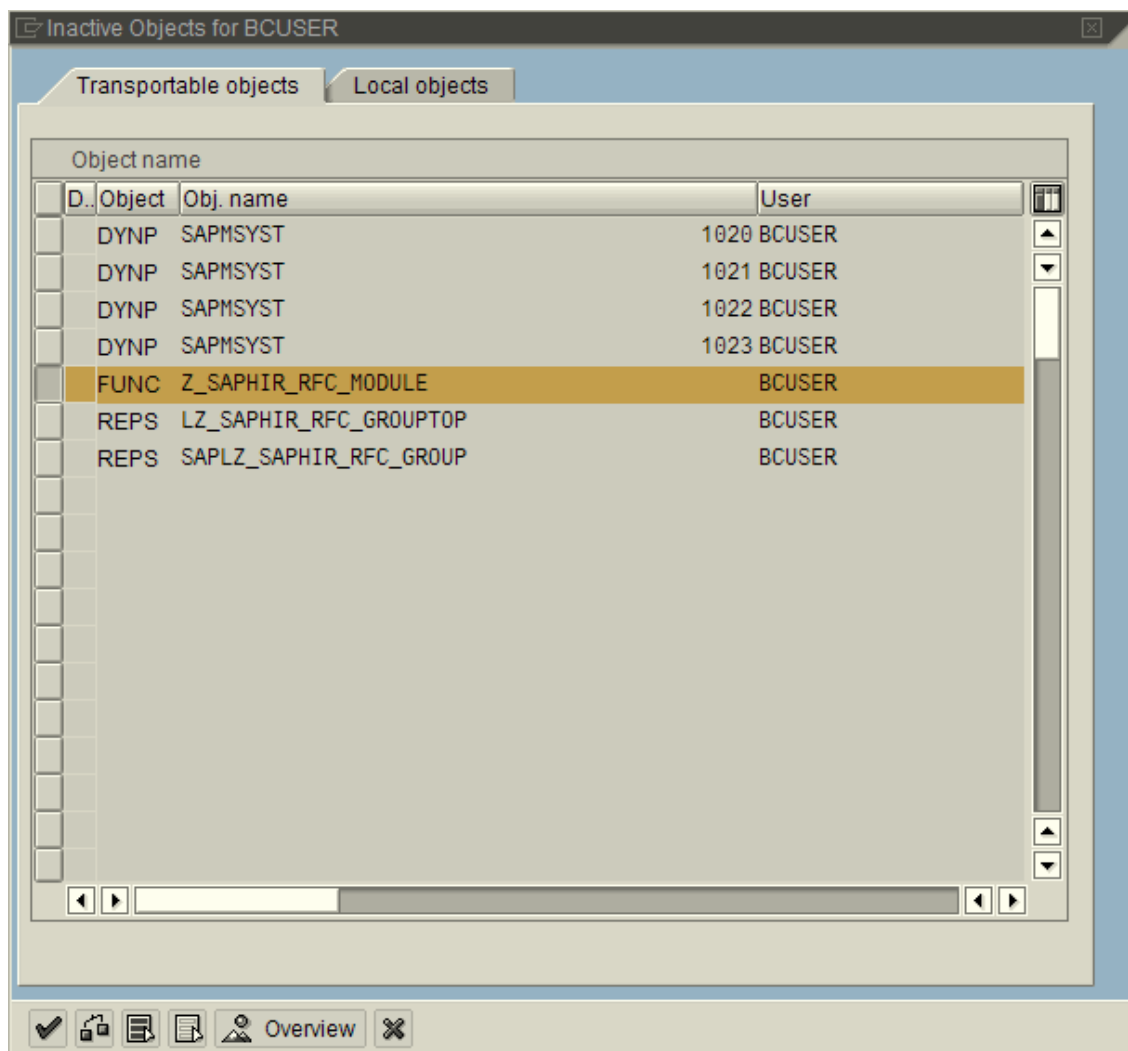 Inactive Objects for BCUSER
Transportable objects Local objects
Object name
D.. Object Obj. name User
DYNP SAPMSYST 1020 BCUSER
DYNP SAPMSYST 1021 BCUSER
DYNP SAPMSYST 1022 BCUSER
DYNP SAPMSYST 1023 BCUSER
FUNC Z_SAPHIR_RFC_MODULE BCUSER
REPS LZ_SAPHIR_RFC_GROUPTOP BCUSER
REPS SAPLZ_SAPHIR_RFC_GROUP BCUSER
Overview